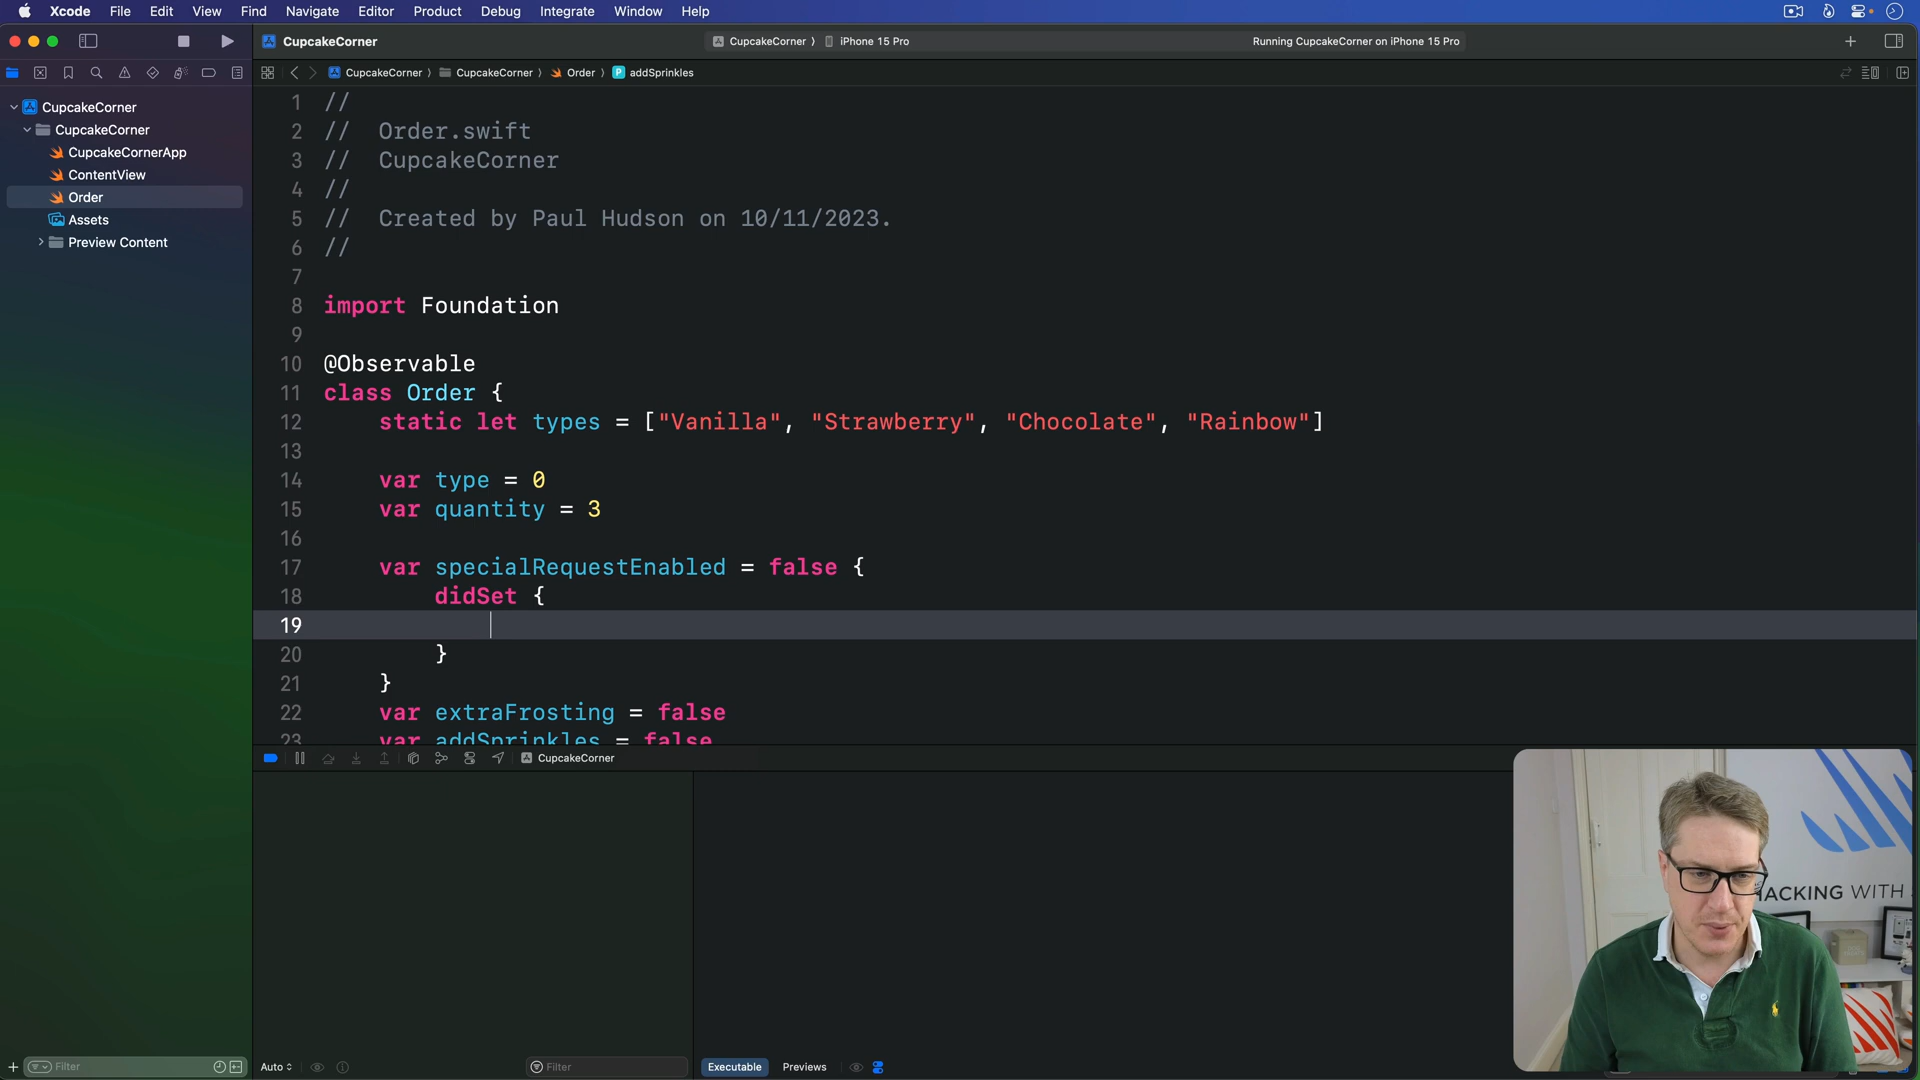 Xcode File Edit View Find Navigate Editor Product Debug Integrate Window Help
CupcakeCorner
CupcakeCorner ⟩ iPhone 15 Pro
Running CupcakeCorner on iPhone 15 Pro
CupcakeCorner ⟩ CupcakeCorner ⟩ Order ⟩ P addSprinkles
CupcakeCorner
CupcakeCorner
CupcakeCornerApp
ContentView
Order
Assets
Preview Content
1 //
2 //  Order.swift
3 //  CupcakeCorner
4 //
5 //  Created by Paul Hudson on 10/11/2023.
6 //
7
8 import Foundation
9
10 @Observable
11 class Order {
12     static let types = ["Vanilla", "Strawberry", "Chocolate", "Rainbow"]
13
14     var type = 0
15     var quantity = 3
16
17     var specialRequestEnabled = false {
18         didSet {
19
20         }
21     }
22     var extraFrosting = false
23     var addSprinkles = false
CupcakeCorner
HACKING WITH
Filter
Auto
Filter
Executable
Previews